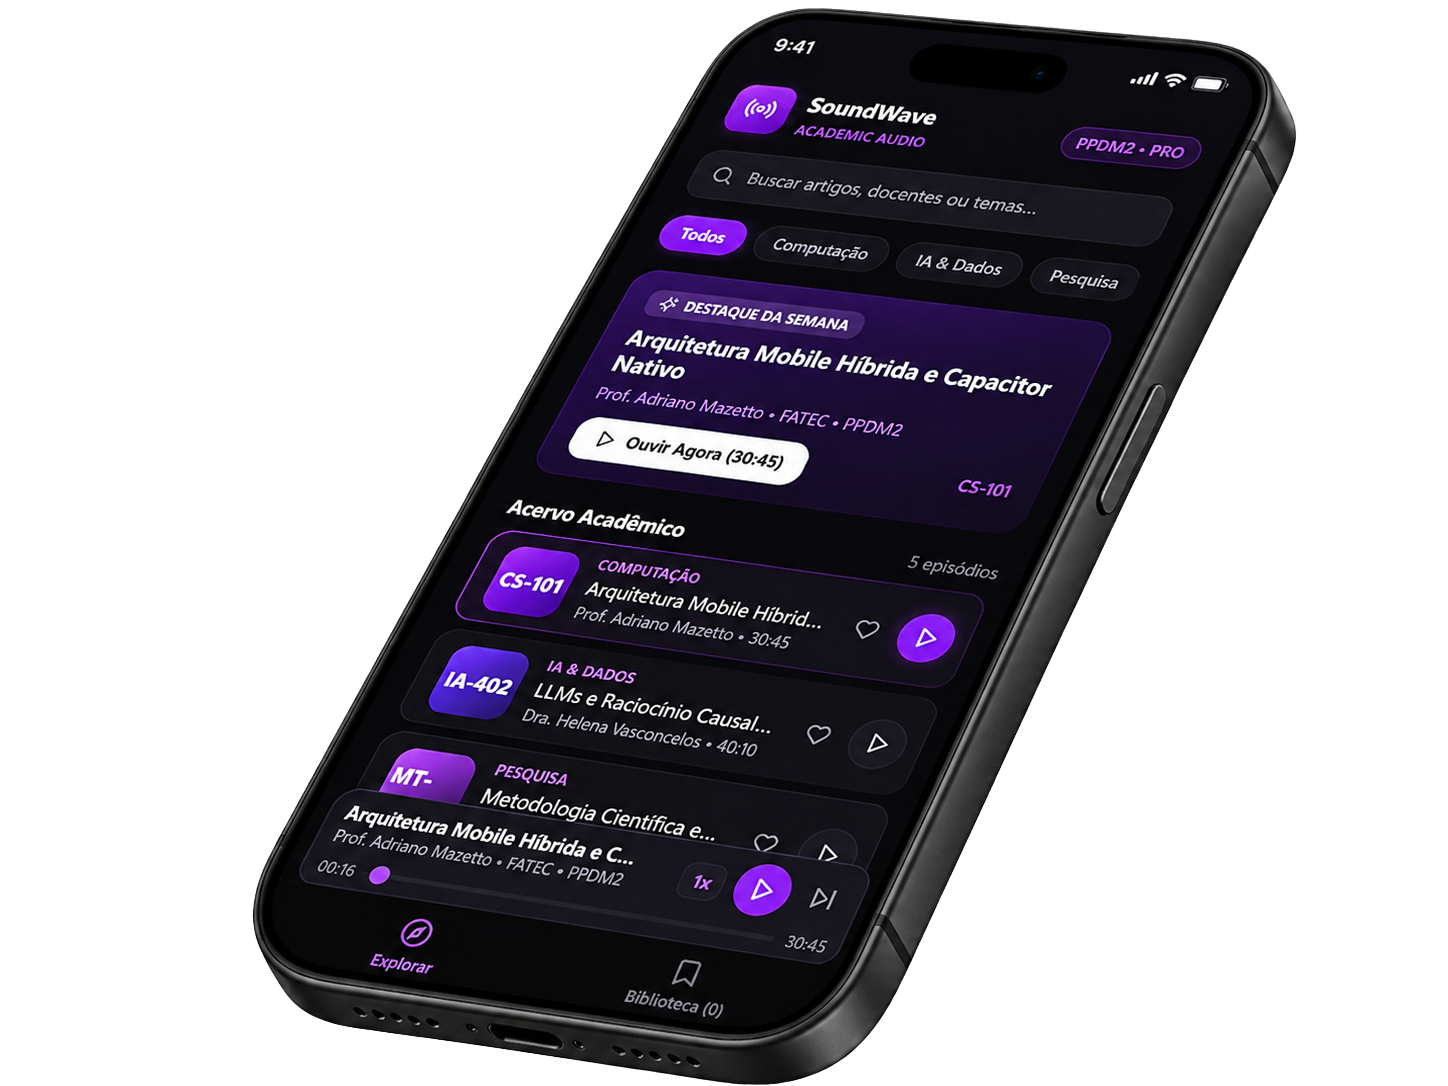 9:41
SoundWave
ACADEMIC AUDIO
PPDM2 • PRO
Buscar artigos, docentes ou temas...
Todos
Computação
IA & Dados
Pesquisa
DESTAQUE DA SEMANA
Arquitetura Mobile Híbrida e Capacitor
Nativo
Prof. Adriano Mazetto • FATEC • PPDM2
Ouvir Agora (30:45)
CS-101
Acervo Acadêmico
5 episódios
CS-101
COMPUTAÇÃO
Arquitetura Mobile Híbrid...
Prof. Adriano Mazetto • 30:45
IA-402
IA & DADOS
LLMs e Raciocínio Causal...
Dra. Helena Vasconcelos • 40:10
MT-
PESQUISA
Metodologia Científica e...
Arquitetura Mobile Híbrida e C...
Prof. Adriano Mazetto • FATEC • PPDM2
00:16
1x
30:45
Explorar
Biblioteca (0)